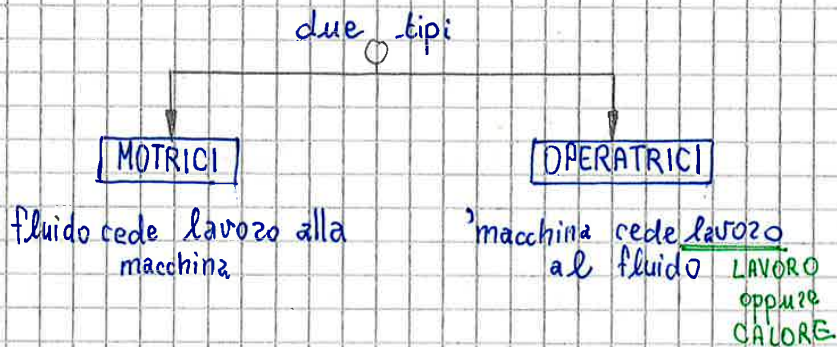 due tipi
MOTRICI
OPERATRICI
fluido cede lavoro alla
macchina
macchina cede lavoro
al fluido
LAVORO
oppure
CALORE